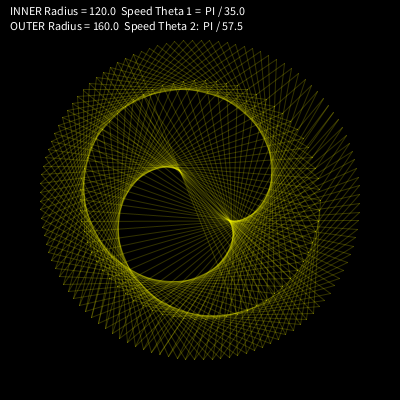 INNER Radius = 120.0  Speed Theta 1 = PI / 35.0
OUTER Radius = 160.0  Speed Theta 2: PI / 57.5